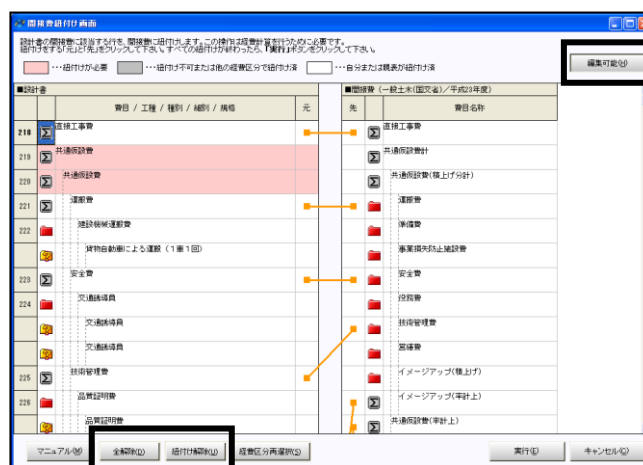 間接費紐付け画面
設計書の間接費に該当する行を、間接費に紐付けします。この操作は経費計算を行うために必要です。
紐付けをする「元」と「先」をクリックして下さい。すべての紐付けが終わったら、「実行」ボタンをクリックして下さい。
・・・紐付けが必要 ・・・紐付け不可または他の経費区分で紐付け済 ・・・自分または親表が紐付け済
編集可能(H)
■設計書
■間接費 (一般土木(国交省)/平成23年度)
費目 / 工種 / 種別 / 細別 / 規格 元 先 費目名称
218 直接工事費 直接工事費
219 共通仮設費 共通仮設費計
220 共通仮設費 共通仮設費(積上げ分計)
221 運搬費 運搬費
222 建設機械運搬費 準備費
貨物自動車による運搬 (1車1回) 事業損失防止施設費
223 安全費 安全費
224 交通誘導員 役務費
交通誘導員 技術管理費
交通誘導員 営繕費
225 技術管理費 イメージアップ(積上げ)
226 品質証明費 イメージアップ(率計上)
品質証明費 共通仮設費(率計上)
マニュアル(M) 全解除(D) 紐付け解除(U) 経費区分再選択(S) 実行(E) キャンセル(Q)